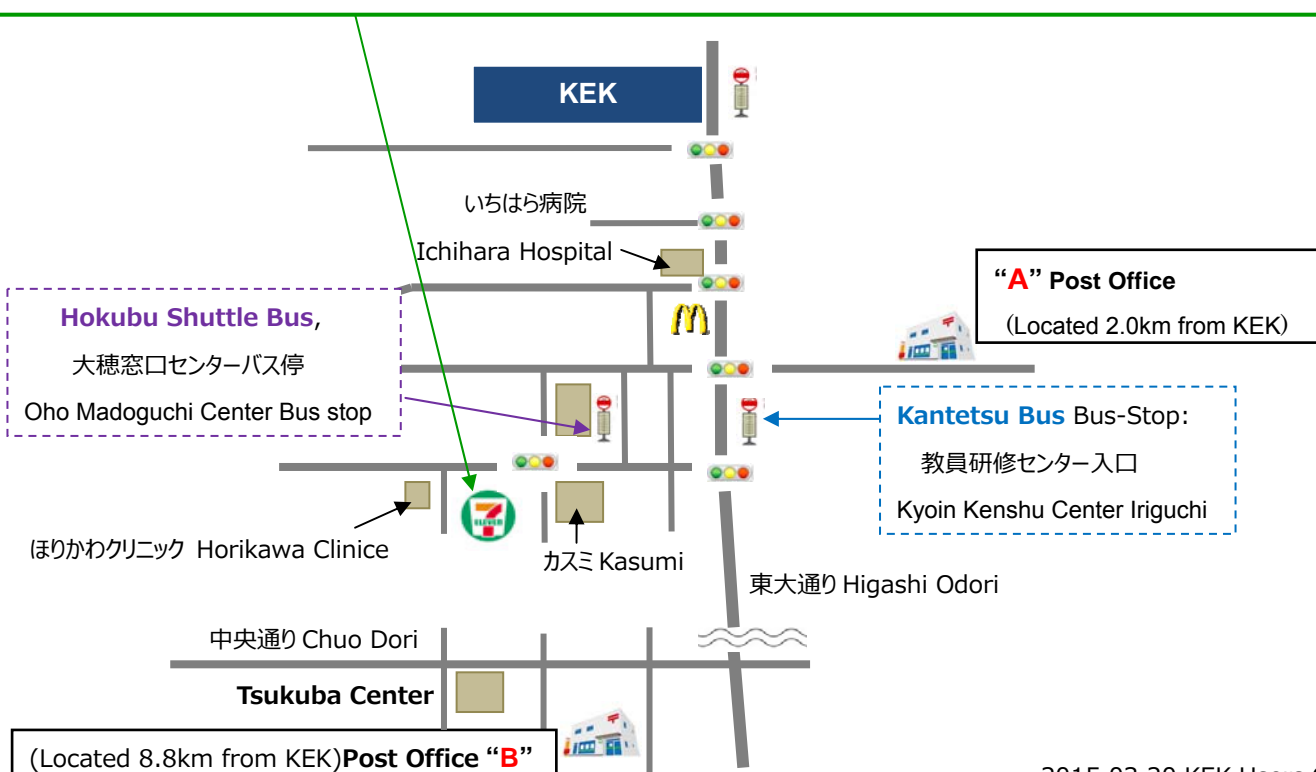 KEK
いちはら病院
Ichihara Hospital
“A” Post Office
(Located 2.0km from KEK)
Hokubu Shuttle Bus,
大穂窓口センターバス停
Oho Madoguchi Center Bus stop
Kantetsu Bus Bus-Stop:
教員研修センター入口
Kyoin Kenshu Center Iriguchi
7
ELEVEN
ほりかわクリニック Horikawa Clinice
カスミ Kasumi
東大通り Higashi Odori
中央通り Chuo Dori
Tsukuba Center
(Located 8.8km from KEK)Post Office “B”